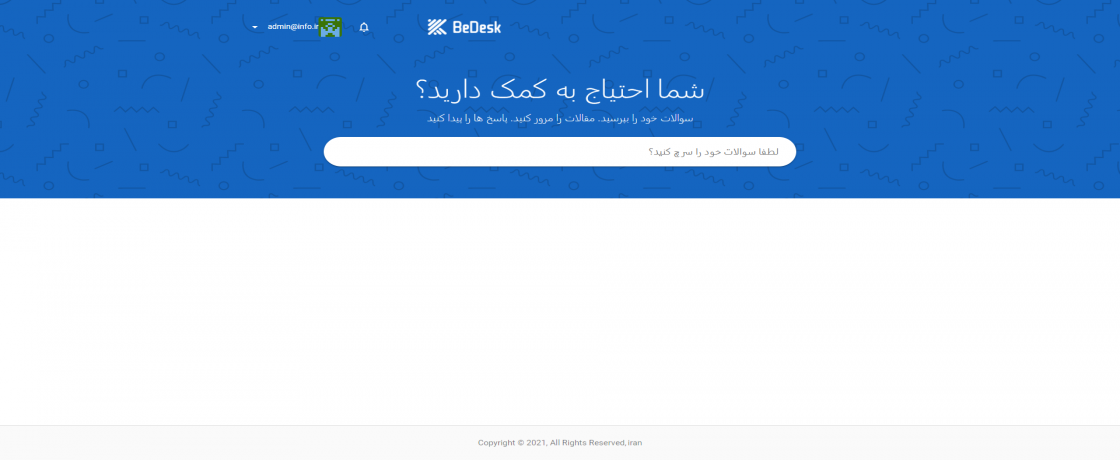 BeDesk
admin@info.ir
شما احتیاج به کمک دارید؟
سوالات خود را بپرسید. مقالات را مرور کنید. پاسخ ها را پیدا کنید
لطفا سوالات خود را سرچ کنید؟
Copyright © 2021, All Rights Reserved,iran